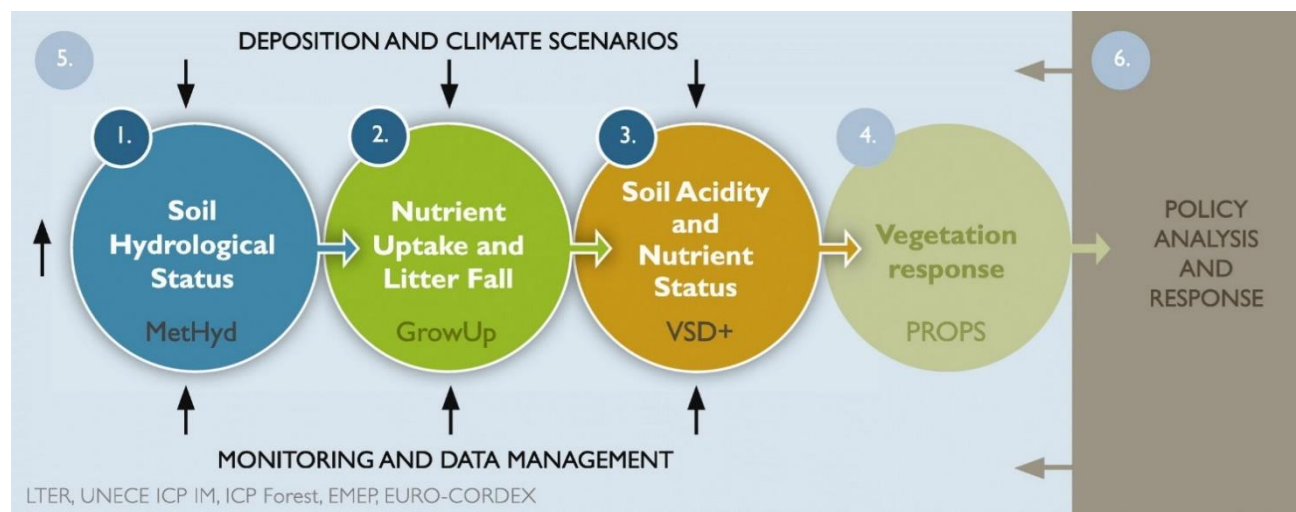 5.
DEPOSITION AND CLIMATE SCENARIOS
6.
1.
Soil
Hydrological
Status
MetHyd
2.
Nutrient
Uptake and
Litter Fall
GrowUp
3.
Soil Acidity
and
Nutrient
Status
VSD+
4.
Vegetation
response
PROPS
POLICY
ANALYSIS
AND
RESPONSE
MONITORING AND DATA MANAGEMENT
LTER, UNECE ICP IM, ICP Forest, EMEP, EURO-CORDEX